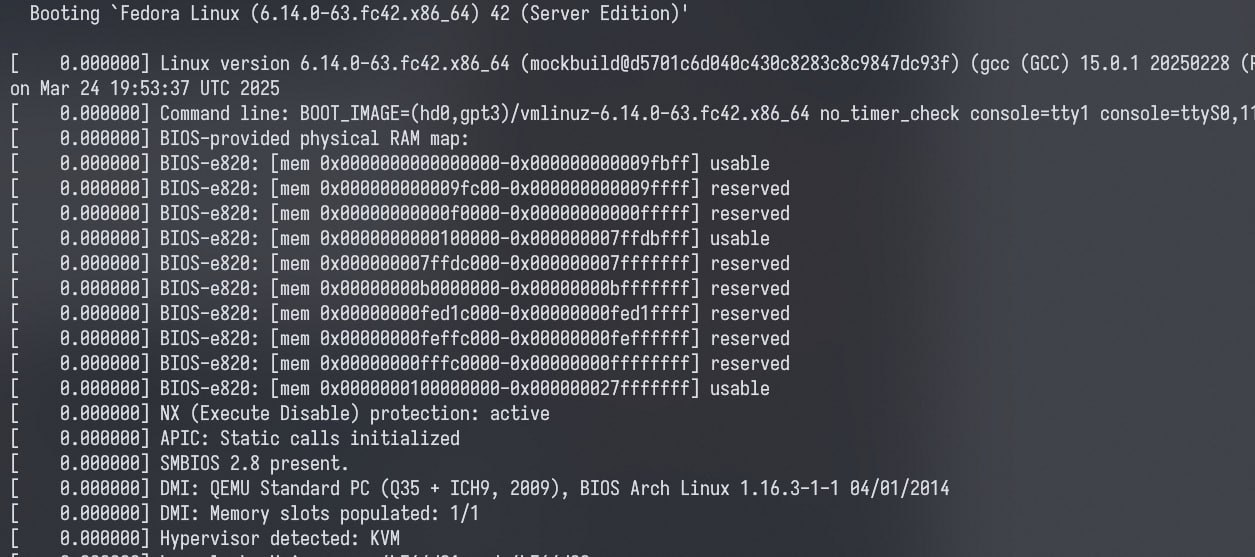 Booting `Fedora Linux (6.14.0-63.fc42.x86_64) 42 (Server Edition)'
[    0.000000] Linux version 6.14.0-63.fc42.x86_64 (mockbuild@d5701c6d040c430c8283c8c9847dc93f) (gcc (GCC) 15.0.1 20250228 (
on Mar 24 19:53:37 UTC 2025
[    0.000000] Command line: BOOT_IMAGE=(hd0,gpt3)/vmlinuz-6.14.0-63.fc42.x86_64 no_timer_check console=tty1 console=ttyS0,11
[    0.000000] BIOS-provided physical RAM map:
[    0.000000] BIOS-e820: [mem 0x0000000000000000-0x000000000009fbff] usable
[    0.000000] BIOS-e820: [mem 0x000000000009fc00-0x000000000009ffff] reserved
[    0.000000] BIOS-e820: [mem 0x00000000000f0000-0x00000000000fffff] reserved
[    0.000000] BIOS-e820: [mem 0x0000000000100000-0x000000007ffdbfff] usable
[    0.000000] BIOS-e820: [mem 0x000000007ffdc000-0x000000007fffffff] reserved
[    0.000000] BIOS-e820: [mem 0x00000000b0000000-0x00000000bfffffff] reserved
[    0.000000] BIOS-e820: [mem 0x00000000fed1c000-0x00000000fed1ffff] reserved
[    0.000000] BIOS-e820: [mem 0x00000000feffc000-0x00000000feffffff] reserved
[    0.000000] BIOS-e820: [mem 0x00000000fffc0000-0x00000000ffffffff] reserved
[    0.000000] BIOS-e820: [mem 0x0000000100000000-0x000000027fffffff] usable
[    0.000000] NX (Execute Disable) protection: active
[    0.000000] APIC: Static calls initialized
[    0.000000] SMBIOS 2.8 present.
[    0.000000] DMI: QEMU Standard PC (Q35 + ICH9, 2009), BIOS Arch Linux 1.16.3-1-1 04/01/2014
[    0.000000] DMI: Memory slots populated: 1/1
[    0.000000] Hypervisor detected: KVM